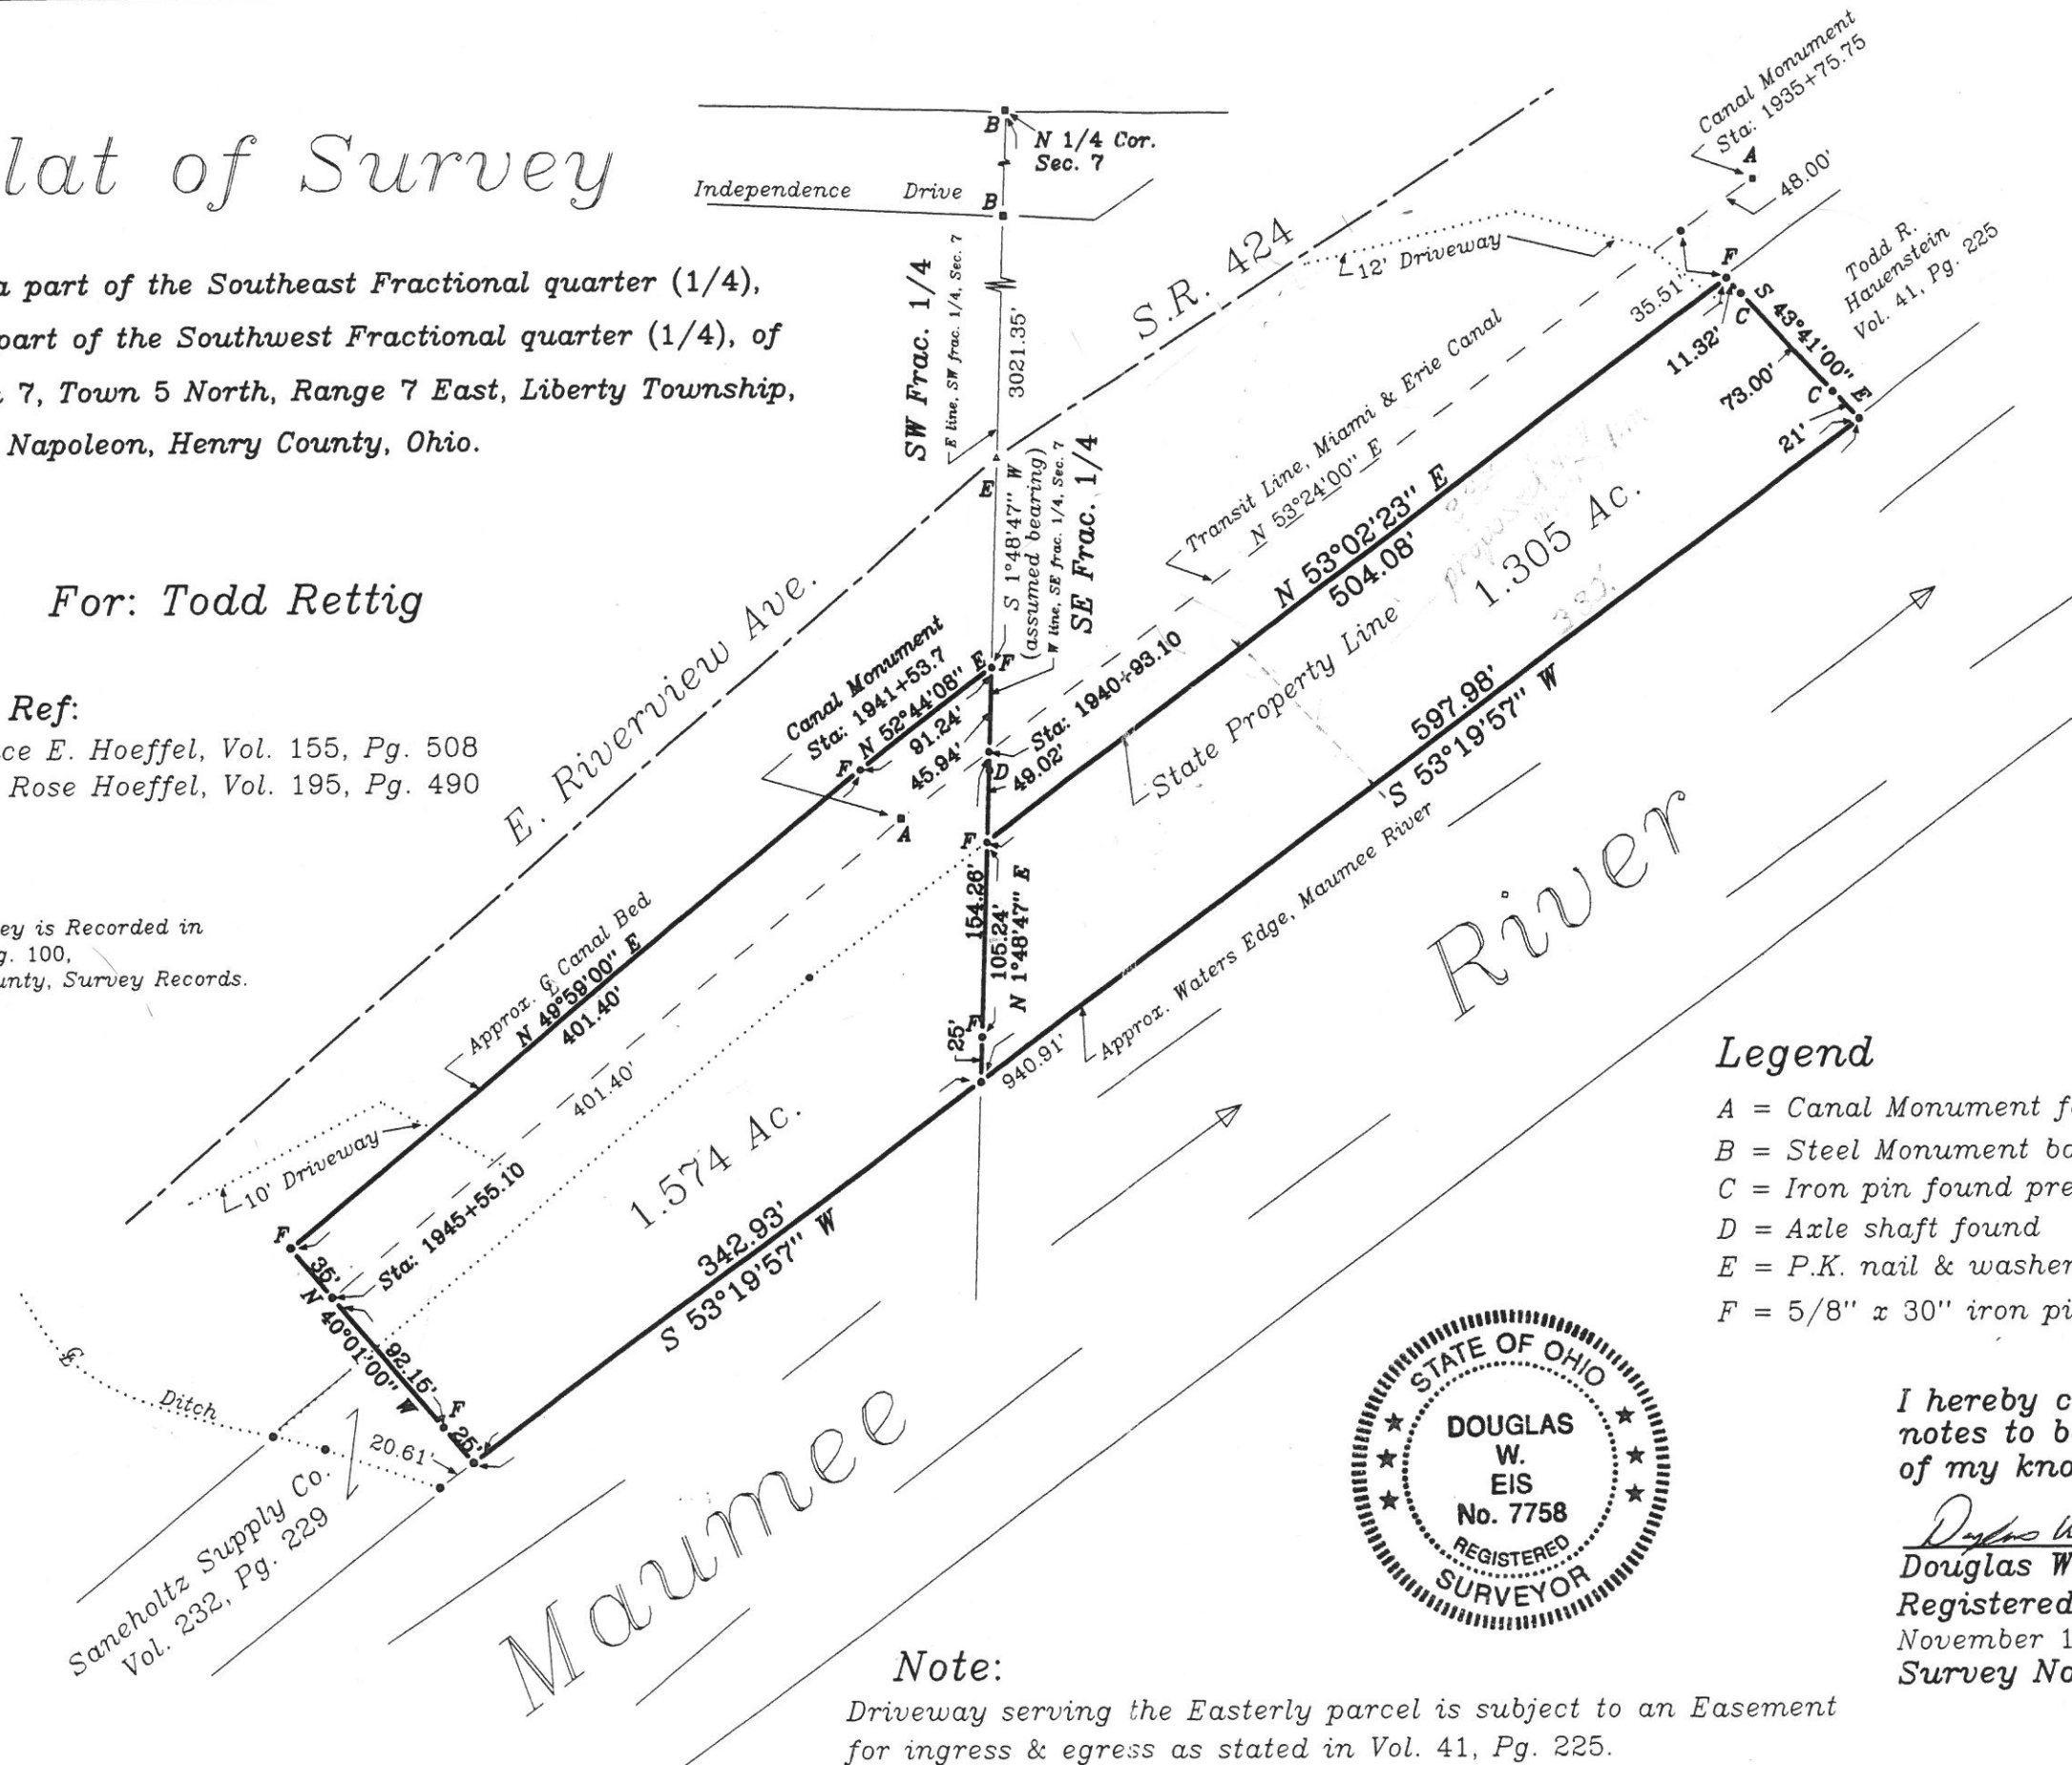 lat of Survey
a part of the Southeast Fractional quarter (1/4),
part of the Southwest Fractional quarter (1/4), of
7, Town 5 North, Range 7 East, Liberty Township,
Napoleon, Henry County, Ohio.
For: Todd Rettig
Ref:
ce E. Hoeffel, Vol. 155, Pg. 508
Rose Hoeffel, Vol. 195, Pg. 490
ey is Recorded in
g. 100,
unty, Survey Records.
B
N 1/4 Cor.
Sec. 7
Independence Drive
B
SW Frac. 1/4
E line, SW frac. 1/4, Sec. 7
3021.35'
E
S 1°48'47" W
(assumed bearing)
W line, SE frac. 1/4, Sec. 7
SE Frac. 1/4
S.R. 424
E. Riverview Ave.
12' Driveway
Canal Monument
Sta: 1935+75.75
A
48.00'
Todd R.
Hauenstein
Vol. 41, Pg. 225
F
35.51'
11.32'
C
S 43°41'00" E
73.00'
C
21'
Transit Line, Miami & Erie Canal
N 53°24'00" E
N 53°02'23" E
504.08'
State Property Line
1.305 Ac.
597.98'
S 53°19'57" W
Canal Monument
Sta: 1941+53.7
N 52°44'08" E
91.24'
45.94'
F
E
F
A
D
Sta: 1940+93.10
49.02'
F
154.26'
105.24'
N 1°48'47" E
F
25'
940.91'
Approx. Waters Edge, Maumee River
Approx. ℄ Canal Bed
N 49°59'00" E
401.40'
401.40'
10' Driveway
Sta: 1945+55.10
1.574 Ac.
342.93'
S 53°19'57" W
F
35'
N 40°01'00" W
92.15'
F
25'
℄
Ditch
20.61'
Saneholtz Supply Co.
Vol. 232, Pg. 229
Maumee River
Legend
A = Canal Monument f
B = Steel Monument bo
C = Iron pin found pre
D = Axle shaft found
E = P.K. nail & washer
F = 5/8" x 30" iron pi
STATE OF OHIO
DOUGLAS
W.
EIS
No. 7758
REGISTERED
SURVEYOR
I hereby c
notes to b
of my kno
Douglas W
Registered
November 1
Survey No
Note:
Driveway serving the Easterly parcel is subject to an Easement
for ingress & egress as stated in Vol. 41, Pg. 225.